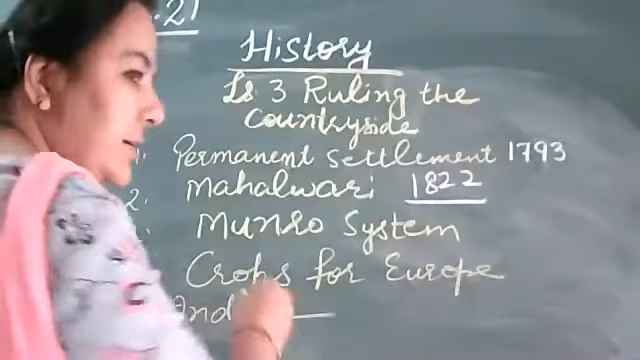 .21
History
Ls 3 Ruling the
countryside
1. Permanent settlement 1793
2. Mahalwari 1822
Munro System
Crops for Europe
Ind